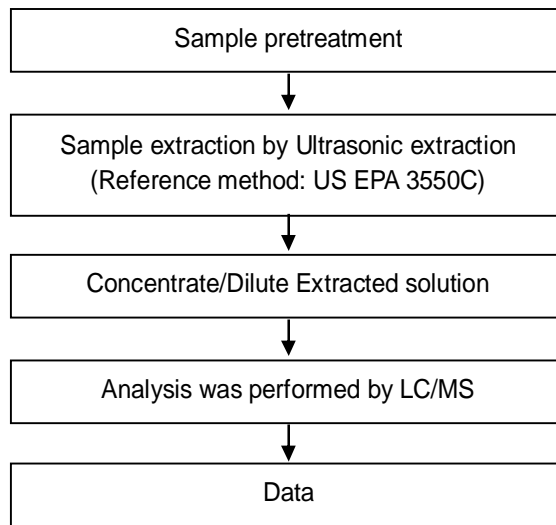 Sample pretreatment
Sample extraction by Ultrasonic extraction
(Reference method: US EPA 3550C)
Concentrate/Dilute Extracted solution
Analysis was performed by LC/MS
Data